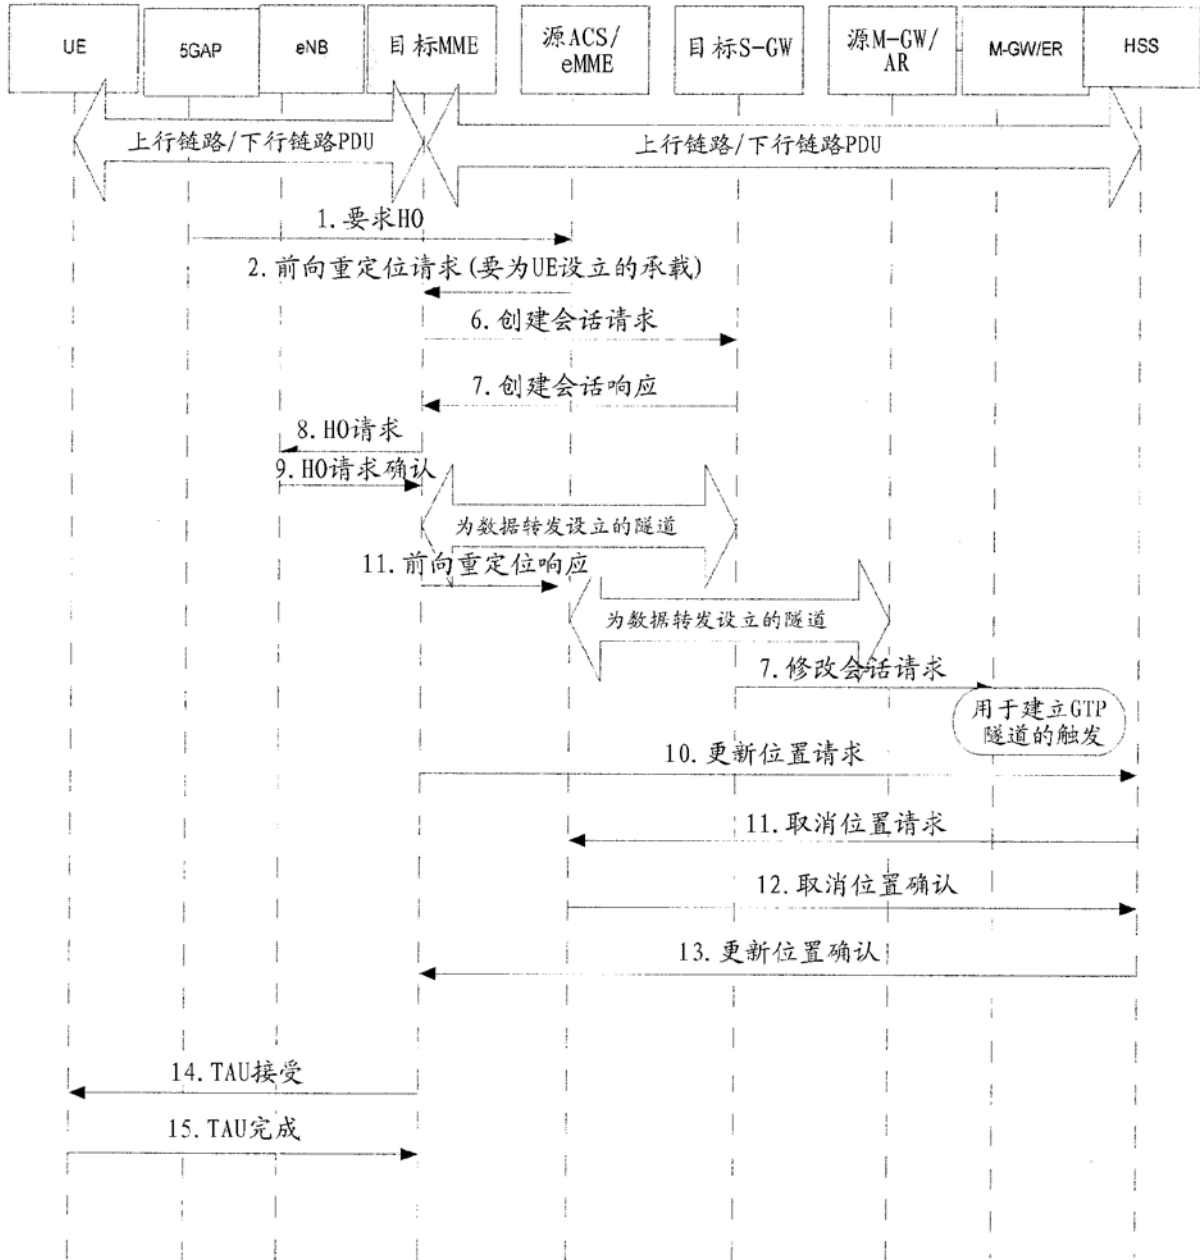 UE
5GAP
eNB
目标MME
源ACS/
eMME
目标S-GW
源M-GW/
AR
M-GW/ER
HSS
上行链路/下行链路PDU
上行链路/下行链路PDU
1.要求HO
2.前向重定位请求(要为UE设立的承载)
6.创建会话请求
7.创建会话响应
8.HO请求
9.HO请求确认
为数据转发设立的隧道
11.前向重定位响应
为数据转发设立的隧道
7.修改会话请求
用于建立GTP
隧道的触发
10.更新位置请求
11.取消位置请求
12.取消位置确认
13.更新位置确认
14.TAU接受
15.TAU完成